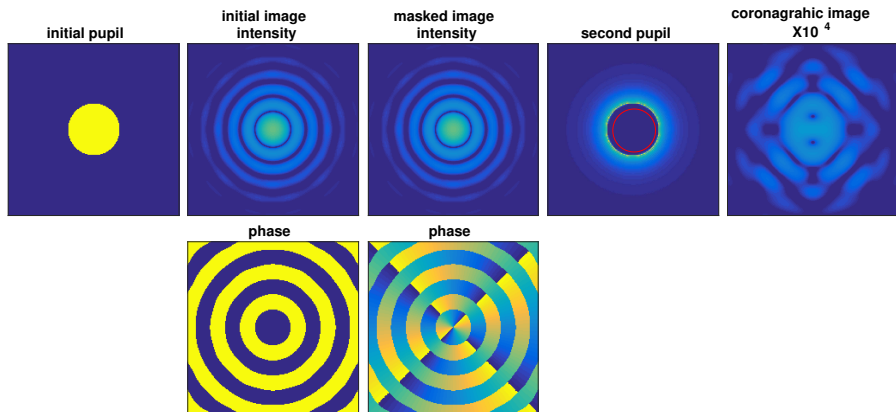 initial pupil
initial image
intensity
masked image
intensity
second pupil
coronagrahic image
X10 4
phase
phase